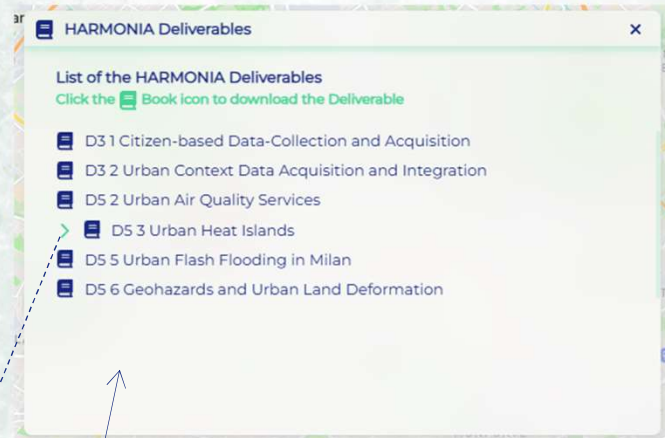 HARMONIA Deliverables
List of the HARMONIA Deliverables
Click the Book icon to download the Deliverable
D3 1 Citizen-based Data-Collection and Acquisition
D3 2 Urban Context Data Acquisition and Integration
D5 2 Urban Air Quality Services
D5 3 Urban Heat Islands
D5 5 Urban Flash Flooding in Milan
D5 6 Geohazards and Urban Land Deformation